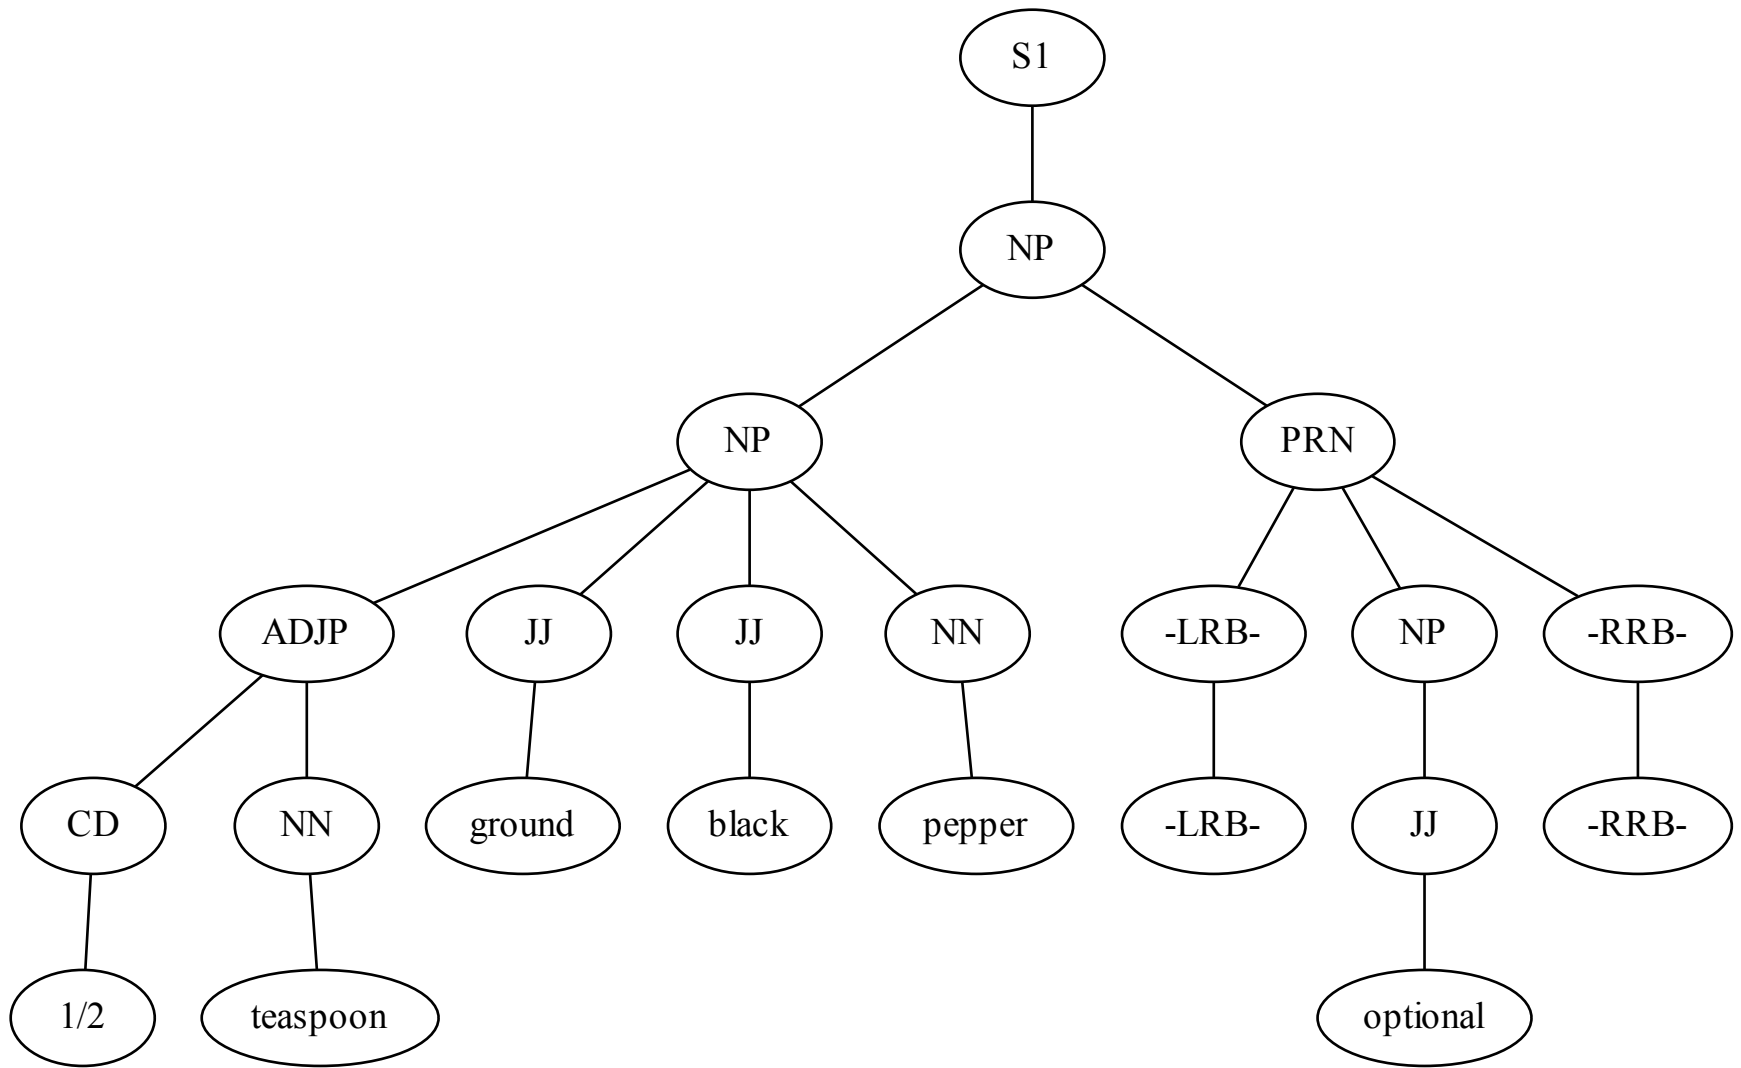 S1
NP
NP PRN
ADJP JJ JJ NN -LRB- NP -RRB-
CD NN ground black pepper -LRB- JJ -RRB-
1/2 teaspoon optional